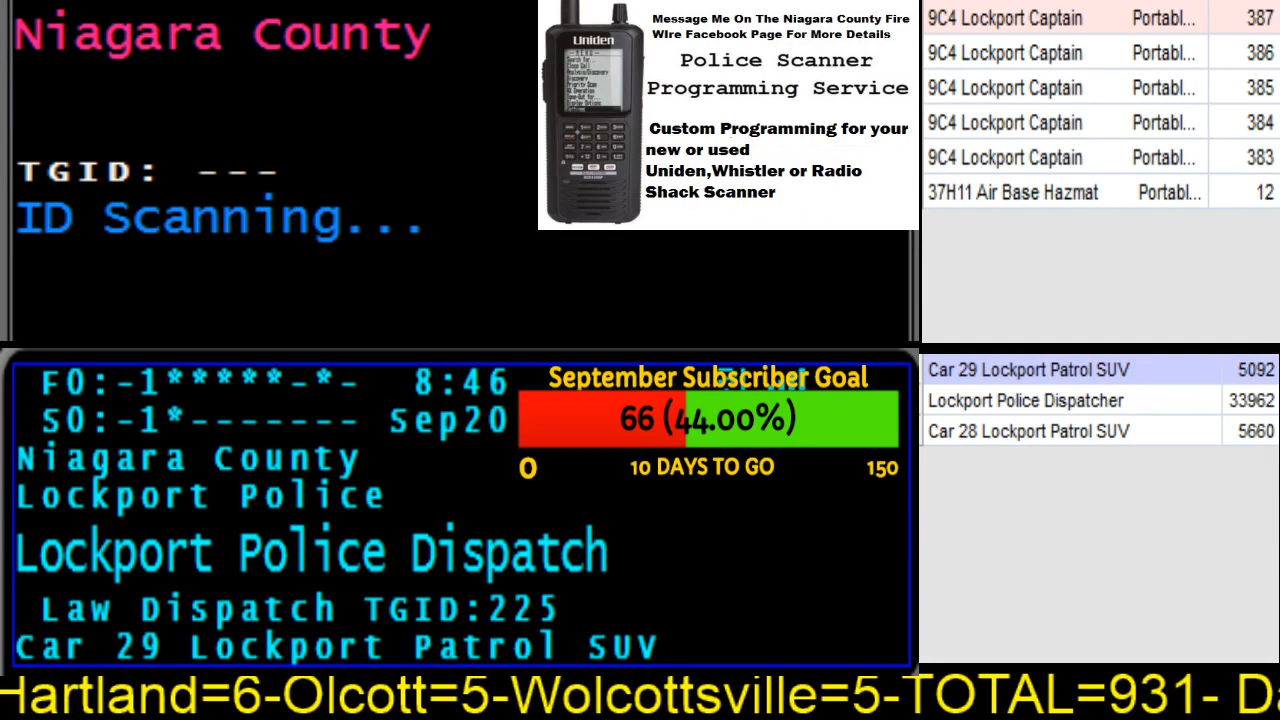 Niagara County
TGID: ---
ID Scanning...
Uniden
Message Me On The Niagara County Fire
WIre Facebook Page For More Details
Police Scanner
Programming Service
Custom Programming for your
new or used
Uniden,Whistler or Radio
Shack Scanner
9C4 Lockport Captain Portabl... 387
9C4 Lockport Captain Portabl... 386
9C4 Lockport Captain Portabl... 385
9C4 Lockport Captain Portabl... 384
9C4 Lockport Captain Portabl... 383
37H11 Air Base Hazmat Portabl... 12
F0:-1*****-*- 8:46
S0:-1*------- Sep20
Niagara County
Lockport Police
Lockport Police Dispatch
Law Dispatch TGID:225
Car 29 Lockport Patrol SUV
September Subscriber Goal
66 (44.00%)
0 10 DAYS TO GO 150
Car 29 Lockport Patrol SUV 5092
Lockport Police Dispatcher 33962
Car 28 Lockport Patrol SUV 5660
Hartland=6-Olcott=5-Wolcottsville=5-TOTAL=931- Da